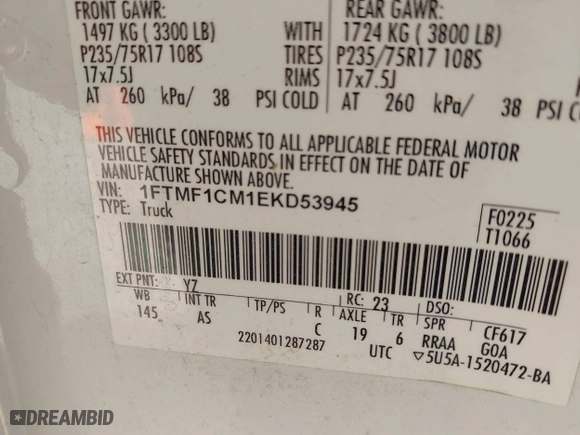 FRONT GAWR: REAR GAWR:
1497 KG ( 3300 LB) WITH 1724 KG ( 3800 LB)
P235/75R17 108S TIRES P235/75R17 108S
17x7.5J RIMS 17x7.5J
AT 260 kPa/ 38 PSI COLD AT 260 kPa/ 38 PSI COLD
THIS VEHICLE CONFORMS TO ALL APPLICABLE FEDERAL MOTOR
VEHICLE SAFETY STANDARDS IN EFFECT ON THE DATE OF
MANUFACTURE SHOWN ABOVE.
VIN: 1FTMF1CM1EKD53945
TYPE: Truck
F0225
T1066
EXT PNT: YZ RC: 23 DSO:
WB INT TR TP/PS R AXLE TR SPR CF617
145 AS C 19 6 RRAA GOA
2201401287287 UTC ▽5U5A-1520472-BA
DREAMBID